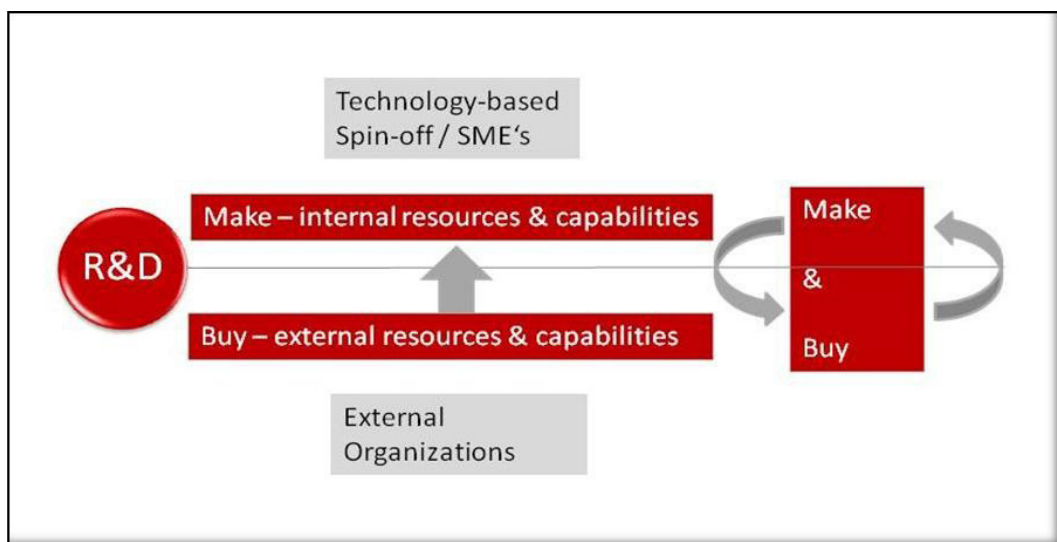 Technology-based
Spin-off / SME‘s
Make – internal resources & capabilities
R&D
Buy – external resources & capabilities
External
Organizations
Make
&
Buy